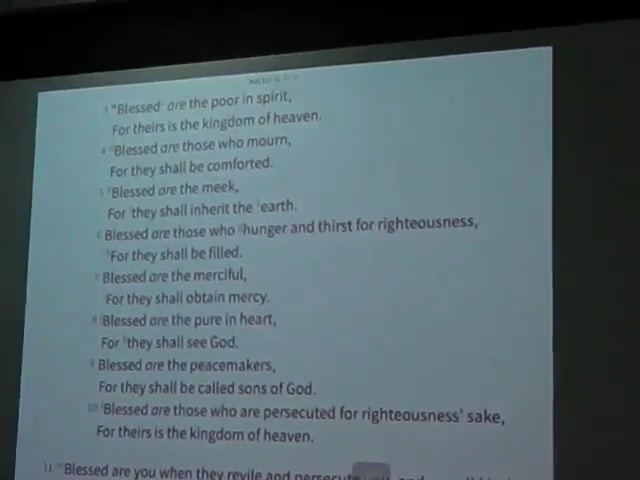 3 "Blessed are the poor in spirit,
For theirs is the kingdom of heaven.
4 Blessed are those who mourn,
For they shall be comforted.
5 Blessed are the meek,
For they shall inherit the earth.
6 Blessed are those who hunger and thirst for righteousness,
For they shall be filled.
7 Blessed are the merciful,
For they shall obtain mercy.
8 Blessed are the pure in heart,
For they shall see God.
9 Blessed are the peacemakers,
For they shall be called sons of God.
10 Blessed are those who are persecuted for righteousness' sake,
For theirs is the kingdom of heaven.
11 "Blessed are you when they revile and persecute